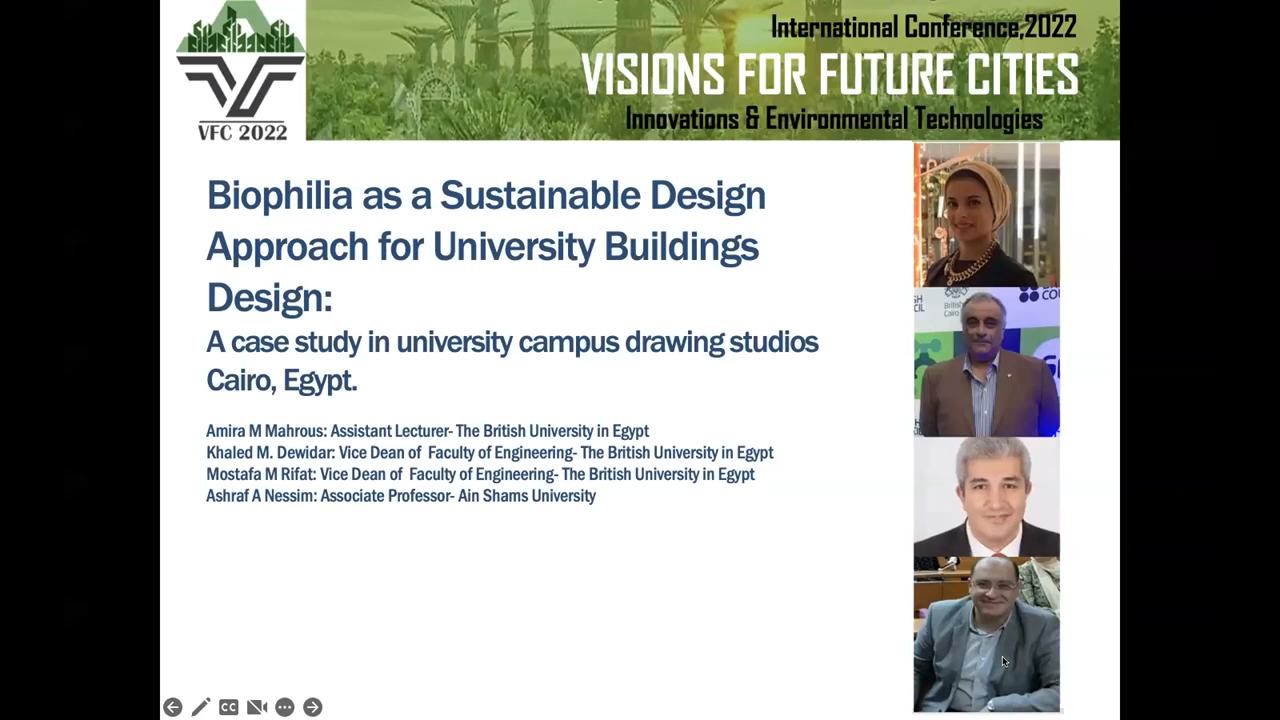 International Conference,2022
VISIONS FOR FUTURE CITIES
Innovations & Environmental Technologies
VFC 2022
Biophilia as a Sustainable Design
Approach for University Buildings
Design:
A case study in university campus drawing studios
Cairo, Egypt.
Amira M Mahrous: Assistant Lecturer- The British University in Egypt
Khaled M. Dewidar: Vice Dean of Faculty of Engineering- The British University in Egypt
Mostafa M Rifat: Vice Dean of Faculty of Engineering- The British University in Egypt
Ashraf A Nessim: Associate Professor- Ain Shams University
British
Cairo
CC